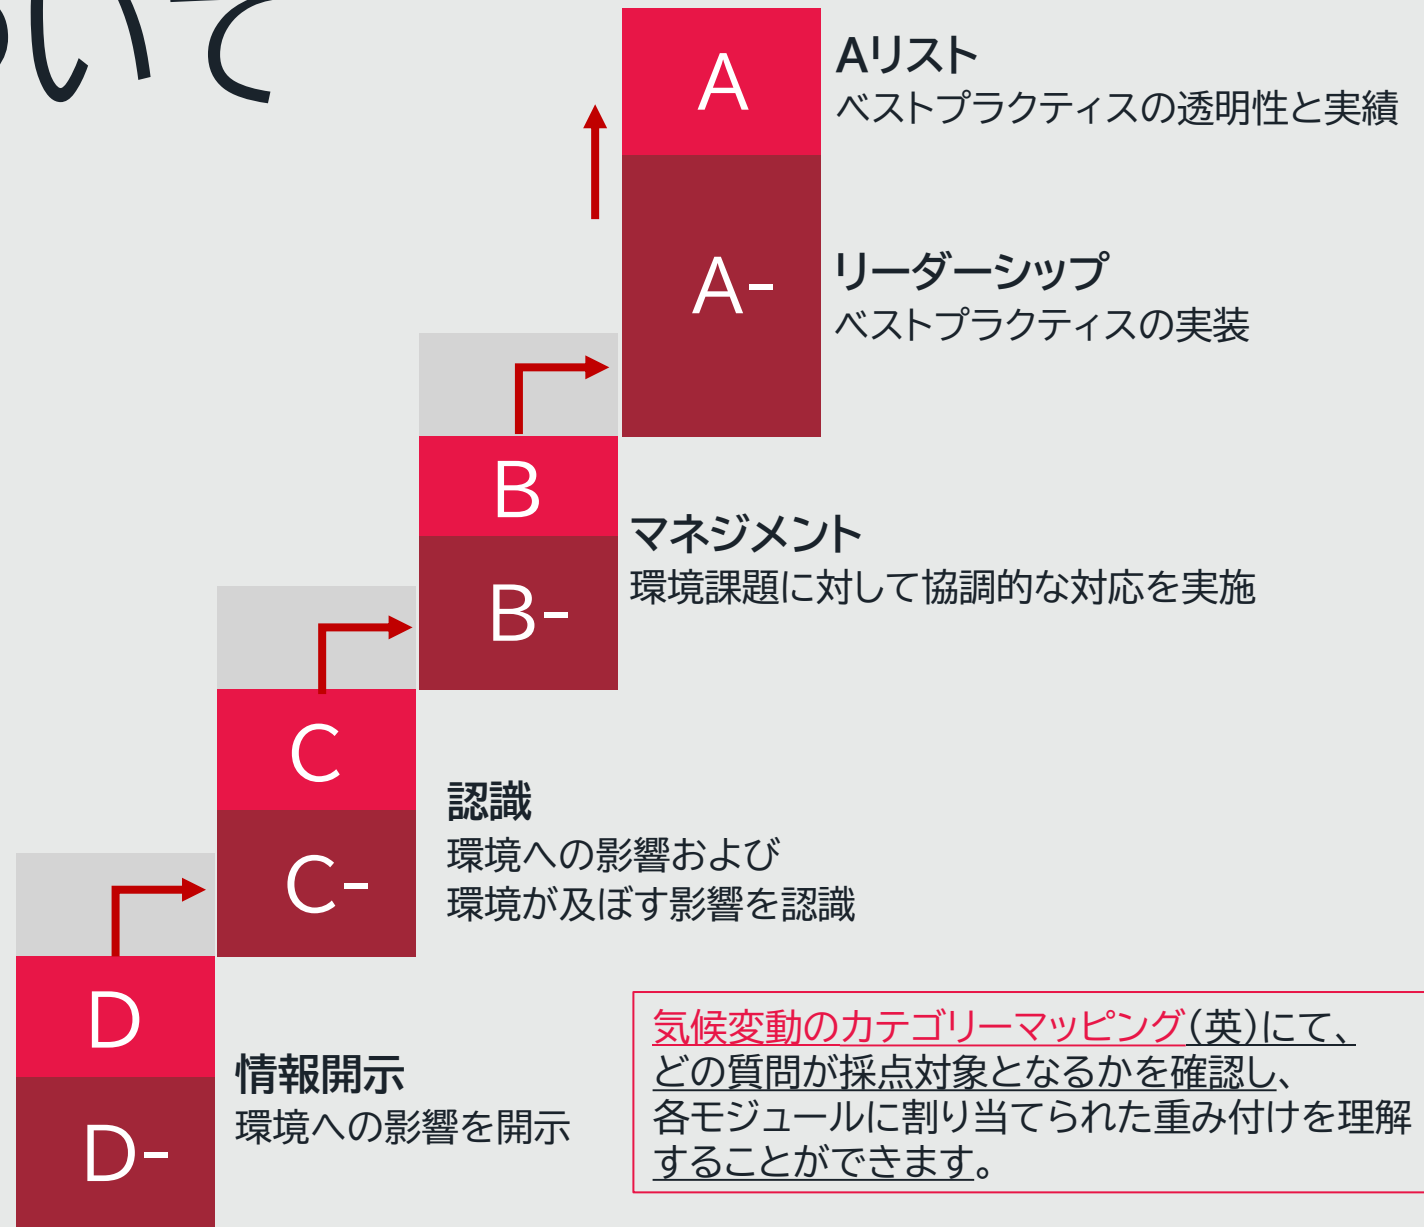 ついて
A
Aリスト
ベストプラクティスの透明性と実績
A-
リーダーシップ
ベストプラクティスの実装
B
B-
マネジメント
環境課題に対して協調的な対応を実施
C
C-
認識
環境への影響および
環境が及ぼす影響を認識
D
D-
情報開示
環境への影響を開示
気候変動のカテゴリーマッピング(英)にて、
どの質問が採点対象となるかを確認し、
各モジュールに割り当てられた重み付けを理解
することができます。